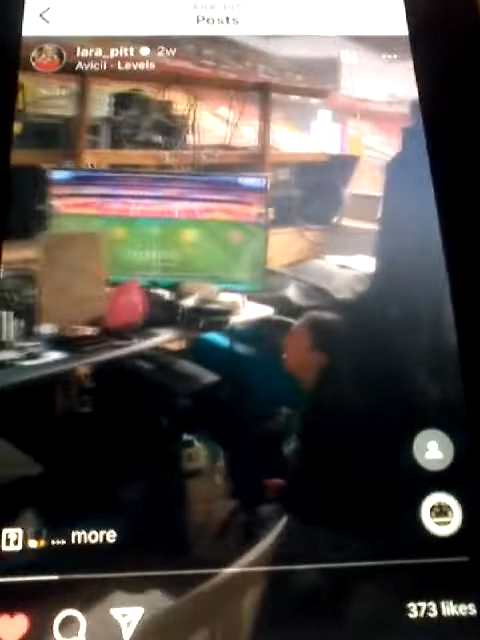 Posts
lara_pitt 2w
Avicii - Levels
... more
373 likes